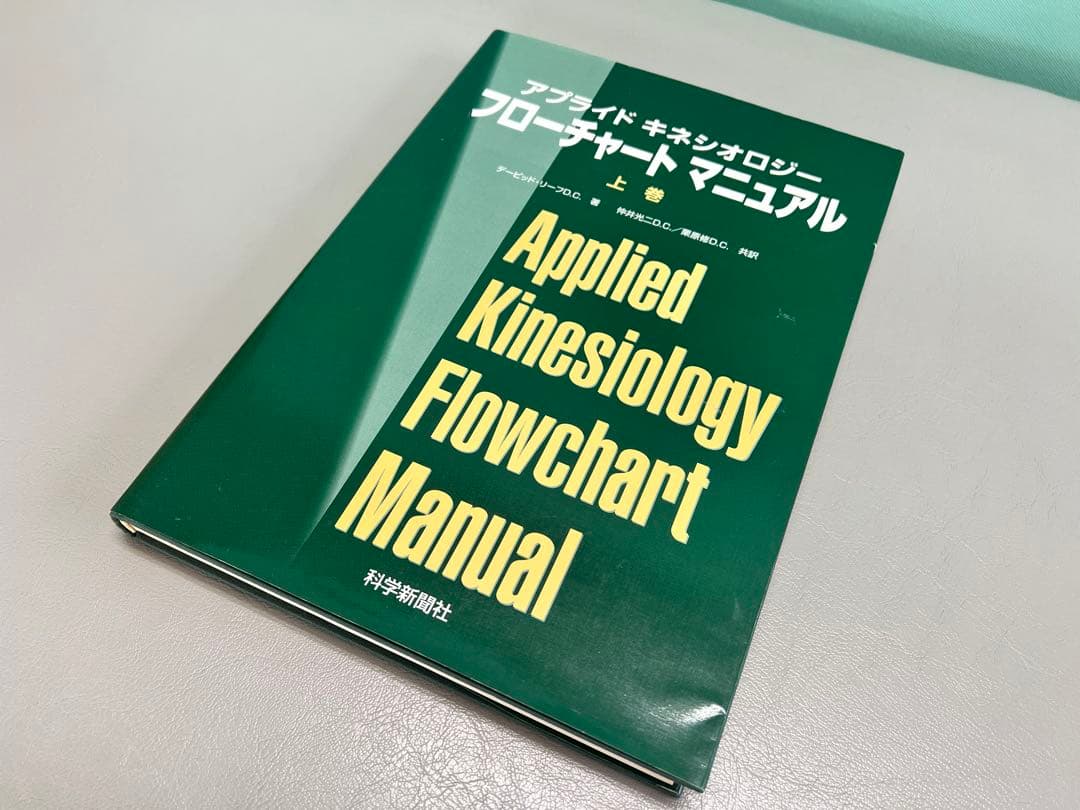 アプライド キネシオロジー
フローチャート マニュアル
上 巻
デービッド・リーフD.C. 著 仲井光二D.C.／栗原修D.C. 共訳
Applied
Kinesiology
Flowchart
Manual
科学新聞社